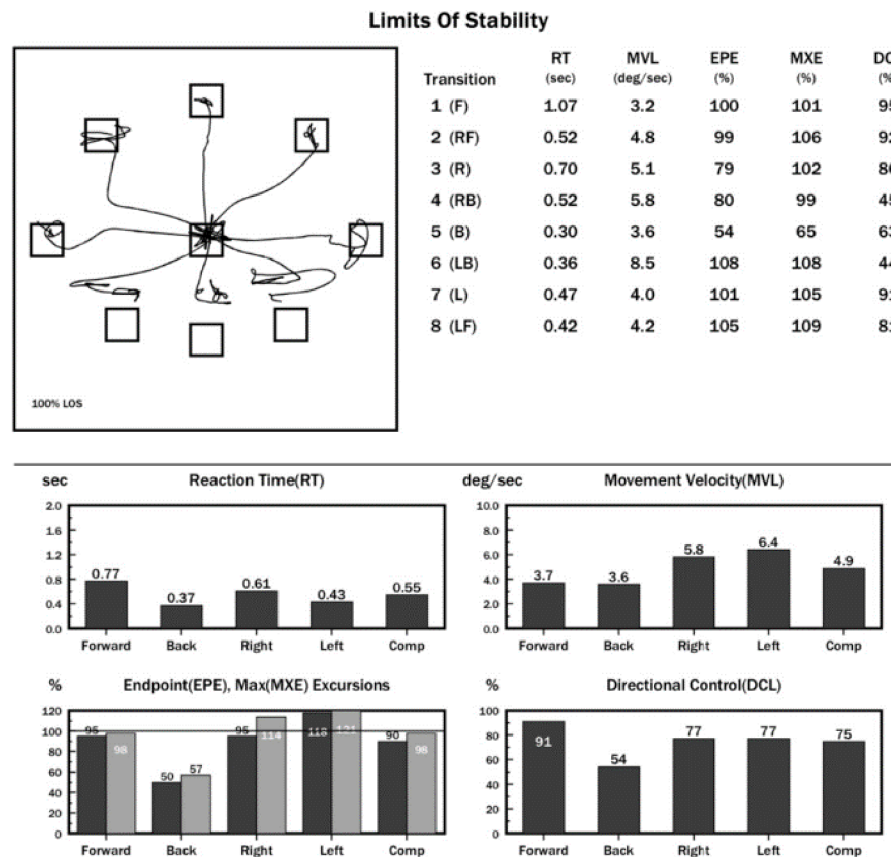 Limits Of Stability
RT MVL EPE MXE
Transition (sec) (deg/sec) (%) (%)
1 (F) 1.07 3.2 100 101
2 (RF) 0.52 4.8 99 106
3 (R) 0.70 5.1 79 102
4 (RB) 0.52 5.8 80 99
5 (B) 0.30 3.6 54 65
6 (LB) 0.36 8.5 108 108
7 (L) 0.47 4.0 101 105
8 (LF) 0.42 4.2 105 109
100% LOS
sec Reaction Time(RT)
2.0
1.6
1.2
0.8
0.4
0.0
0.77 0.37 0.61 0.43 0.55
Forward Back Right Left Comp
deg/sec Movement Velocity(MVL)
10.0
8.0
6.0
4.0
2.0
0.0
3.7 3.6 5.8 6.4 4.9
Forward Back Right Left Comp
% Endpoint(EPE), Max(MXE) Excursions
120
100
80
60
40
20
0
95 98 50 57 95 114 118 121 90 98
Forward Back Right Left Comp
% Directional Control(DCL)
100
80
60
40
20
0
91 54 77 77 75
Forward Back Right Left Comp